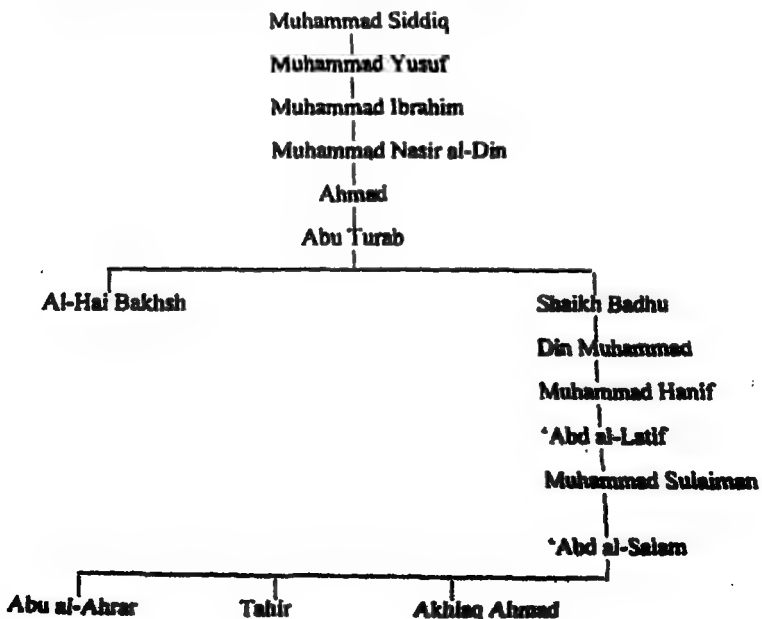 Muhammad Siddiq
Muhammad Yusuf
Muhammad Ibrahim
Muhammad Nasir al-Din
Ahmad
Abu Turab
Al-Hai Bakhsh Shaikh Badhu
Din Muhammad
Muhammad Hanif
‘Abd al-Latif
Muhammad Sulaiman
‘Abd al-Salam
Abu al-Ahrar Tahir Akhlaq Ahmad